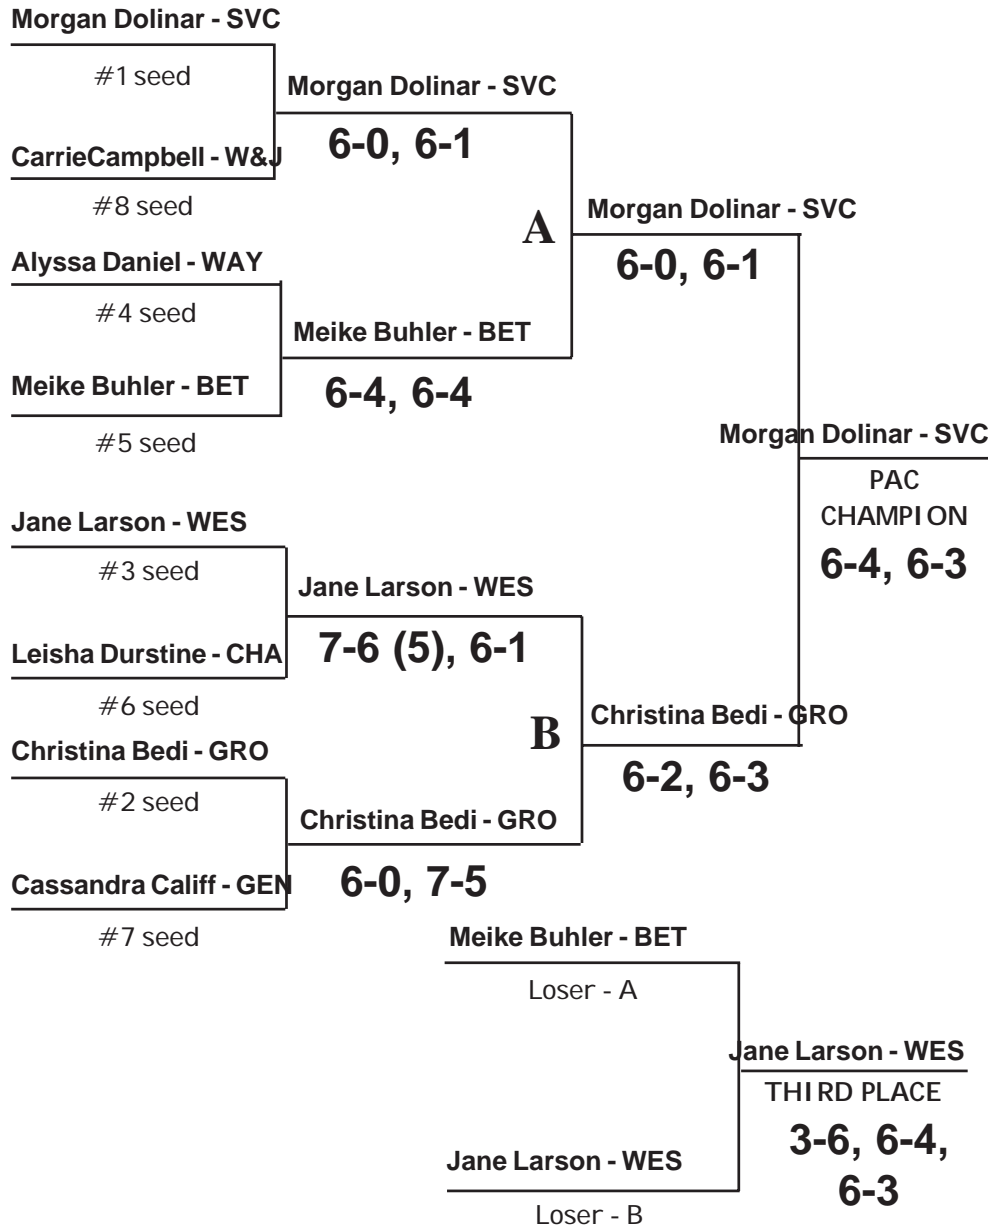 Morgan Dolinar - SVC
#1 seed
Morgan Dolinar - SVC
6-0, 6-1
CarrieCampbell - W&J
#8 seed
A
Morgan Dolinar - SVC
6-0, 6-1
Alyssa Daniel - WAY
#4 seed
Meike Buhler - BET
6-4, 6-4
Meike Buhler - BET
#5 seed
Morgan Dolinar - SVC
PAC
CHAMPION
6-4, 6-3
Jane Larson - WES
#3 seed
Jane Larson - WES
7-6 (5), 6-1
Leisha Durstine - CHA
#6 seed
B
Christina Bedi - GRO
6-2, 6-3
Christina Bedi - GRO
#2 seed
Christina Bedi - GRO
6-0, 7-5
Cassandra Califf - GEN
#7 seed
Meike Buhler - BET
Loser - A
Jane Larson - WES
THIRD PLACE
3-6, 6-4,
6-3
Jane Larson - WES
Loser - B